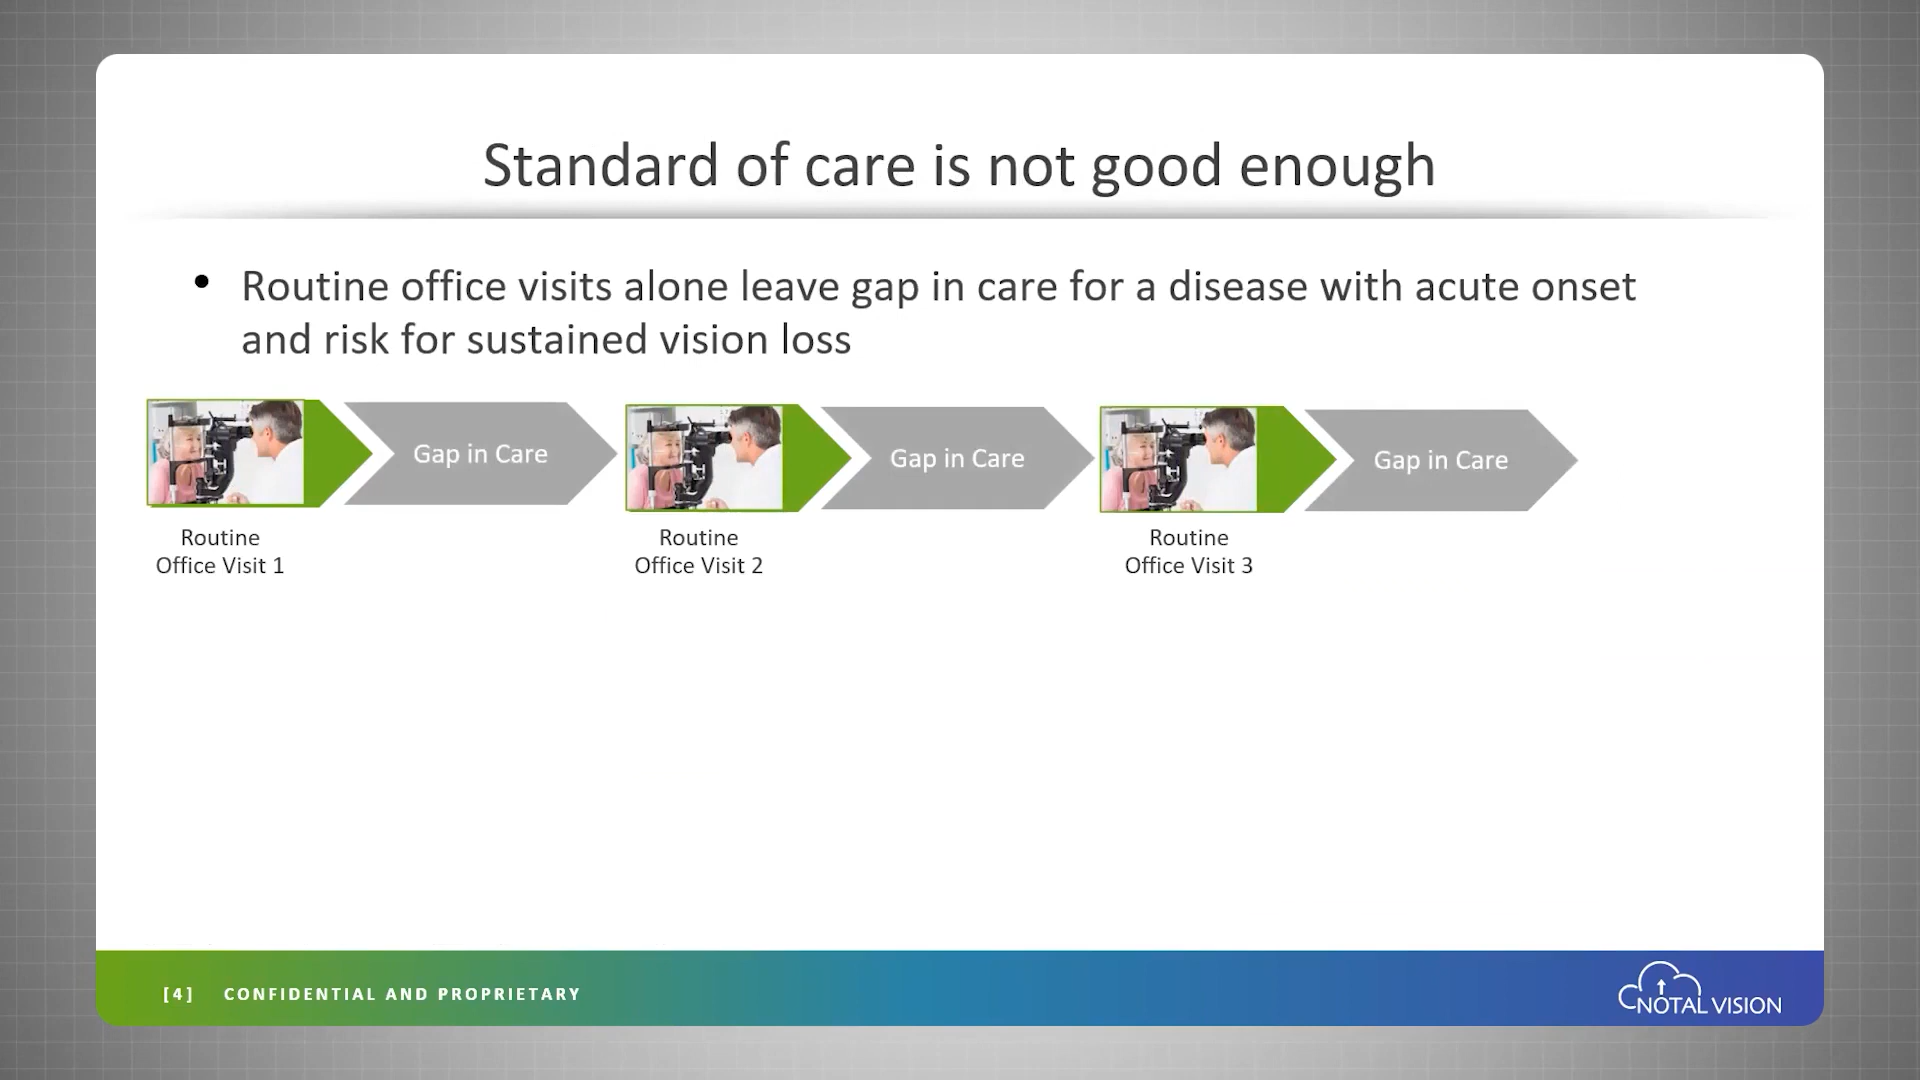 Standard of care is not good enough
• Routine office visits alone leave gap in care for a disease with acute onset
and risk for sustained vision loss
Gap in Care
Gap in Care
Gap in Care
Routine
Office Visit 1
Routine
Office Visit 2
Routine
Office Visit 3
[4] CONFIDENTIAL AND PROPRIETARY
NOTAL VISION